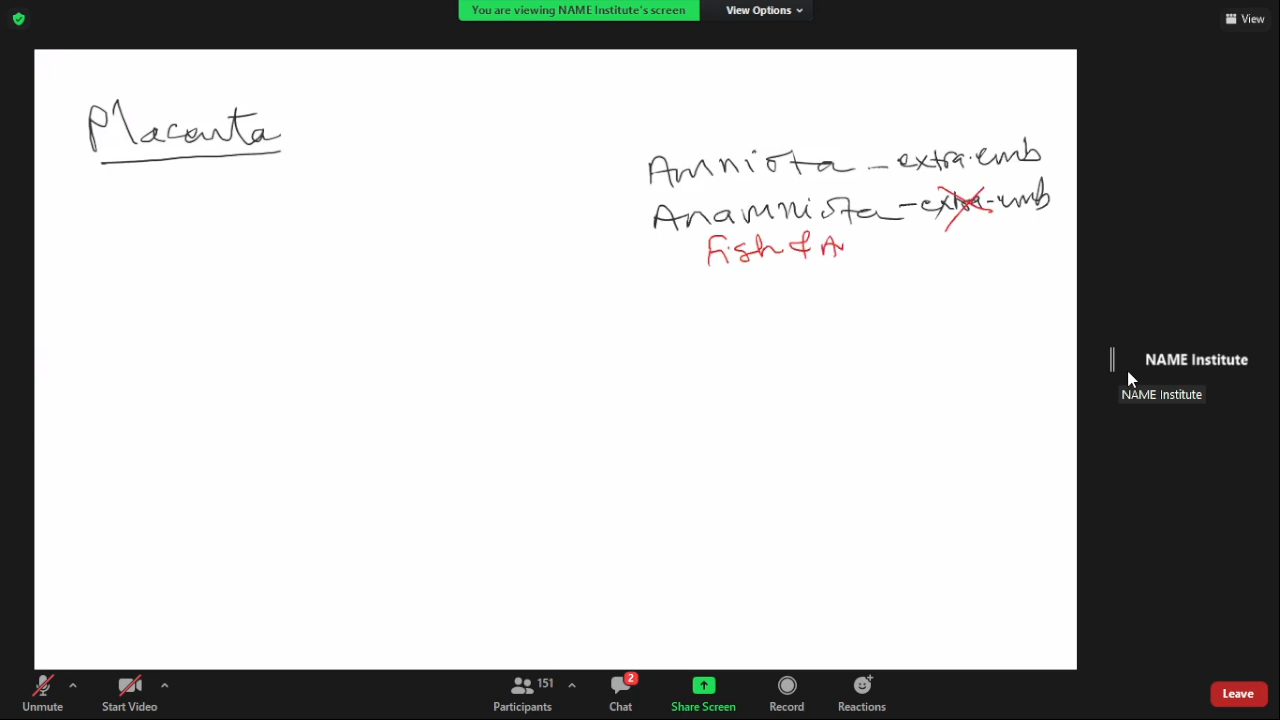 You are viewing NAME Institute's screen
View Options
View
Placenta
Amniota - extra.emb
Anamniota - extra-emb
Fish & A
NAME Institute
NAME Institute
Unmute
Start Video
151
Participants
2
Chat
Share Screen
Record
Reactions
Leave